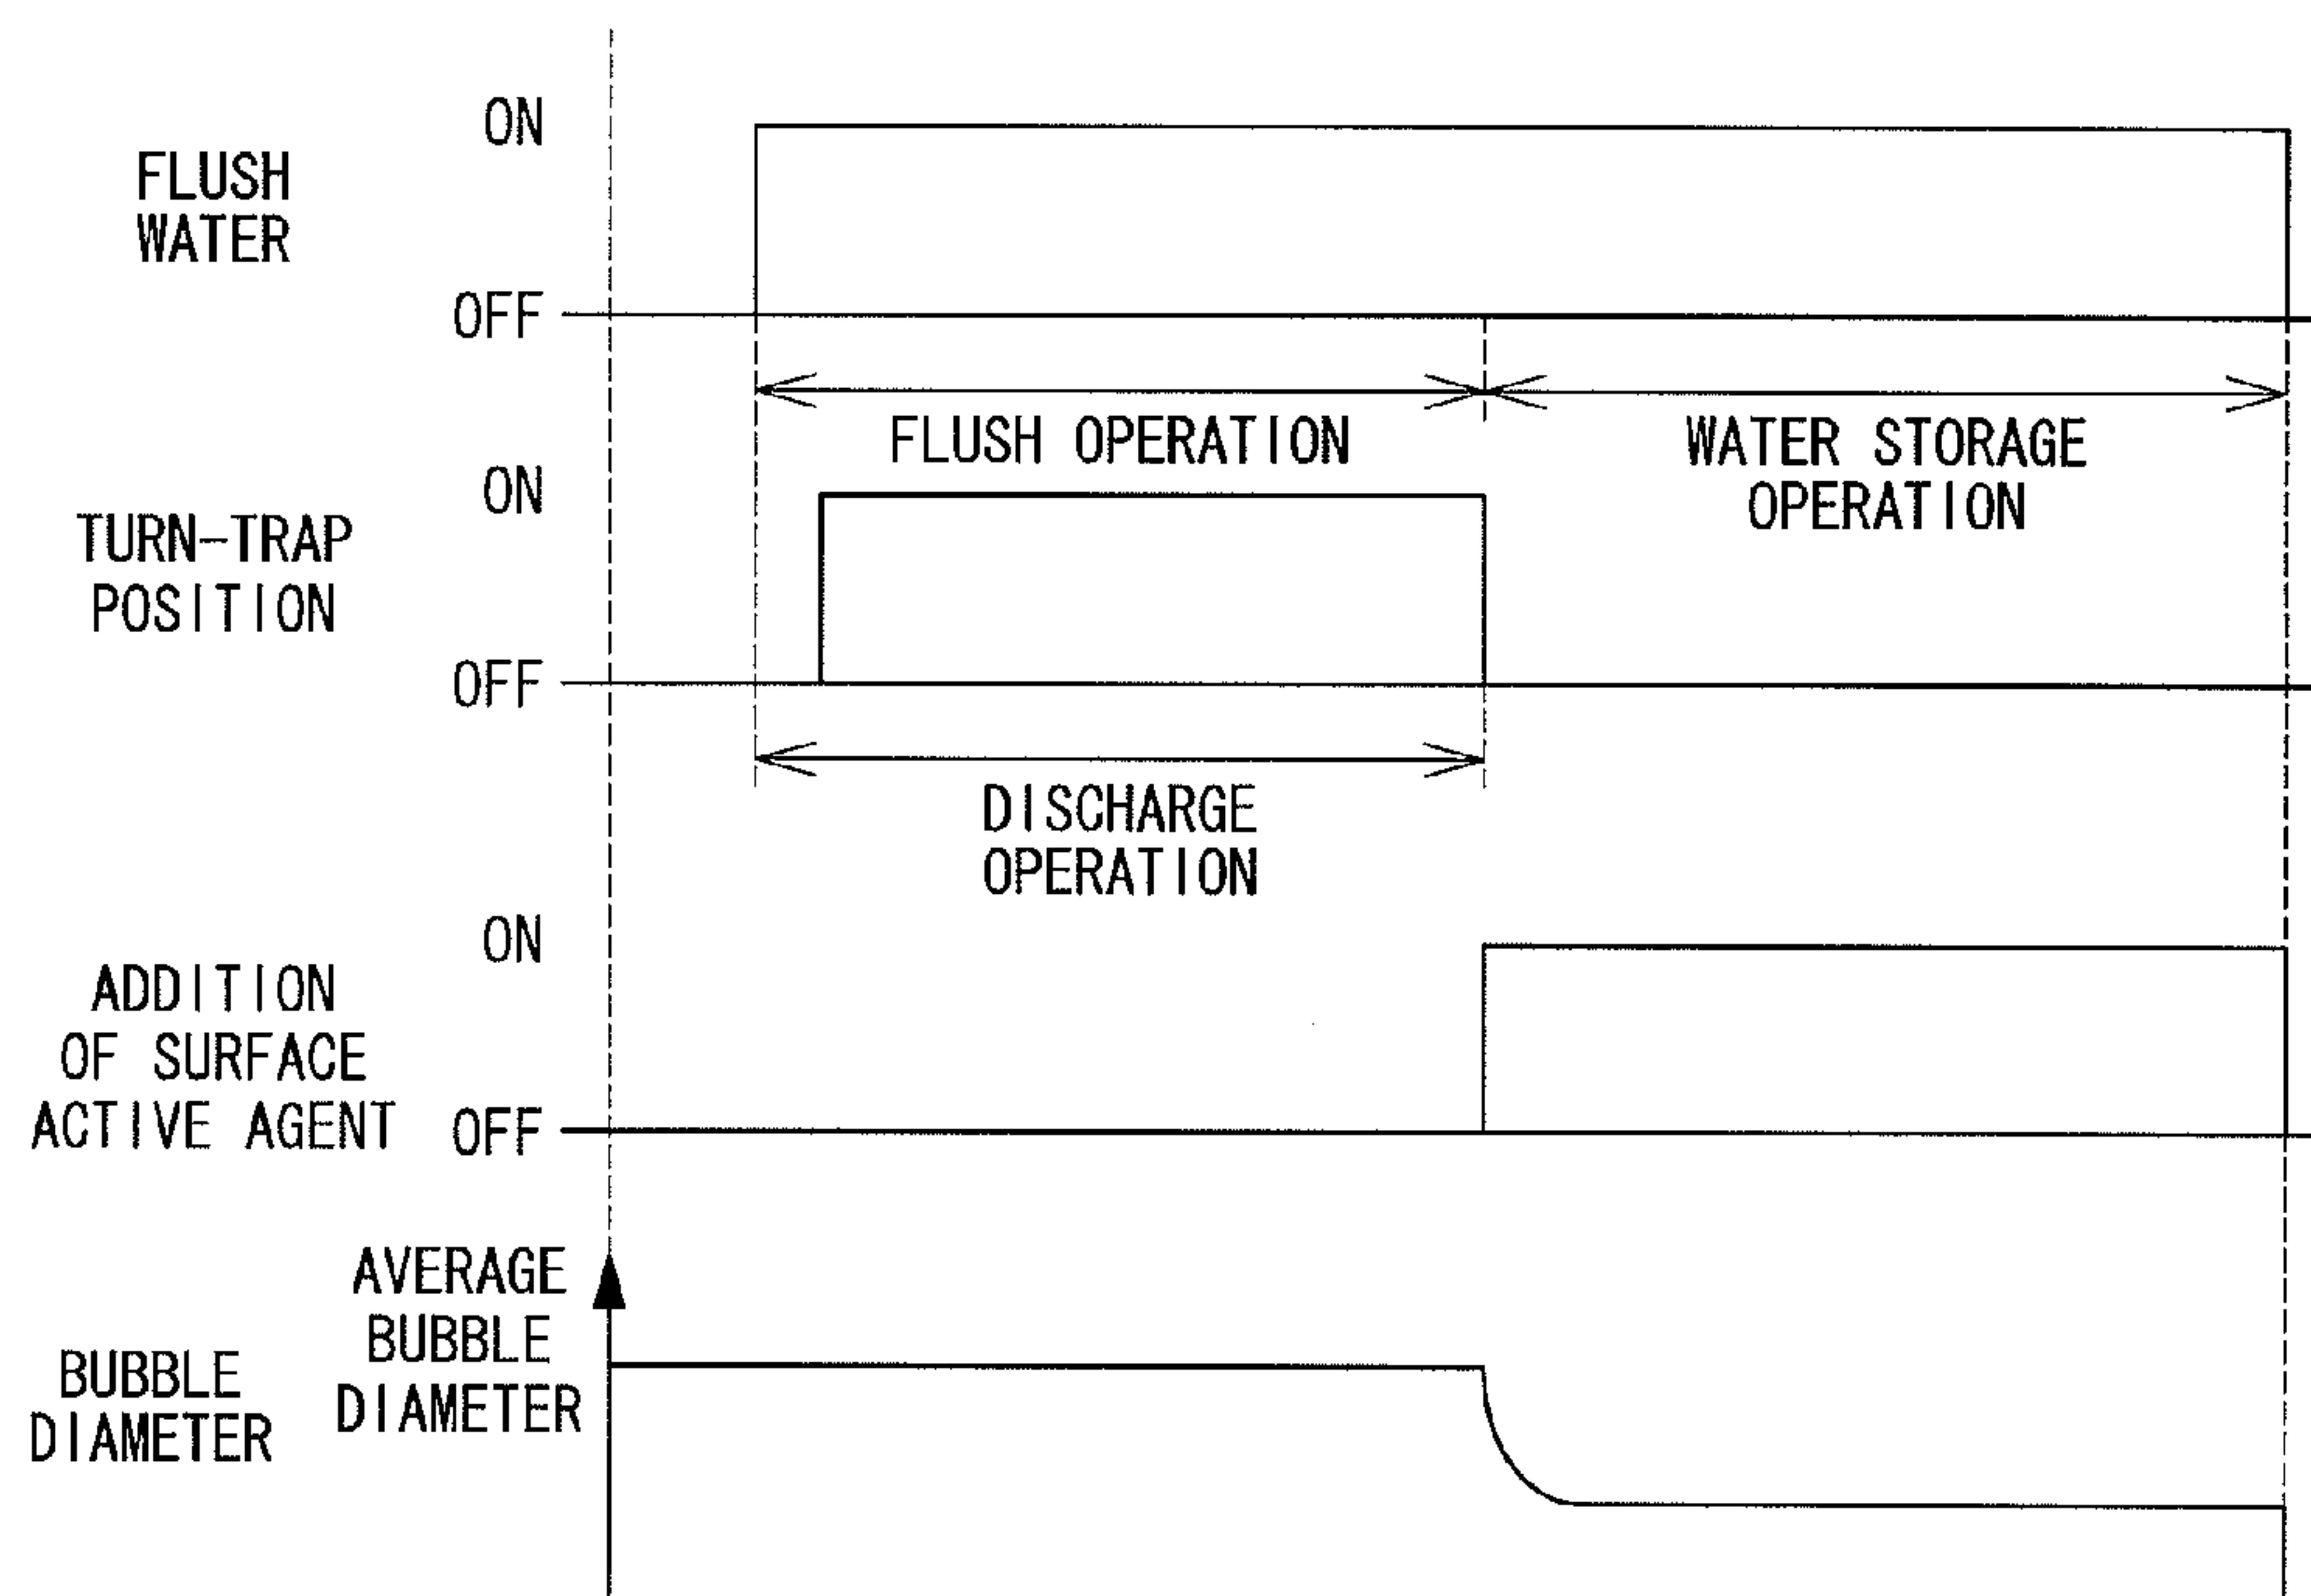 ON
FLUSH
WATER
OFF
FLUSH OPERATION
WATER STORAGE
OPERATION
ON
TURN-TRAP
POSITION
OFF
DISCHARGE
OPERATION
ON
ADDITION
OF SURFACE
ACTIVE AGENT
OFF
AVERAGE
BUBBLE
DIAMETER
BUBBLE
DIAMETER